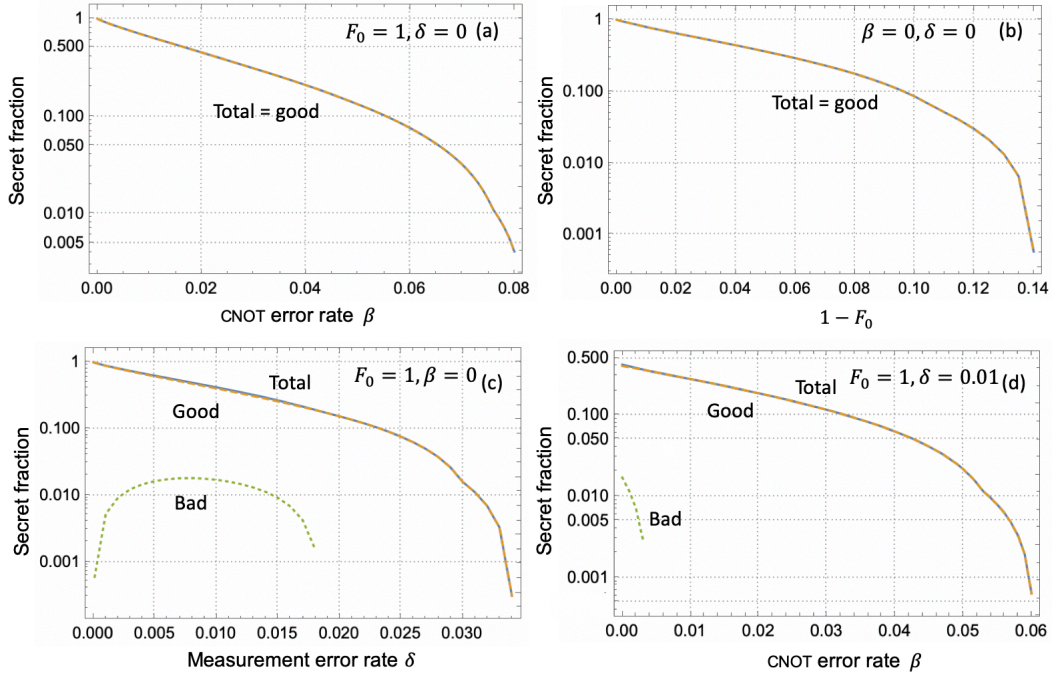 F₀ = 1, δ = 0 (a)
1
0.500
0.100
0.050
0.010
0.005
Secret fraction
Total = good
0.00 0.02 0.04 0.06 0.08
CNOT error rate β
β = 0, δ = 0 (b)
1
0.100
0.010
0.001
Secret fraction
Total = good
0.00 0.02 0.04 0.06 0.08 0.10 0.12 0.14
1 − F₀
F₀ = 1, β = 0 (c)
1
0.100
0.010
0.001
Secret fraction
Total
Good
Bad
0.000 0.005 0.010 0.015 0.020 0.025 0.030
Measurement error rate δ
F₀ = 1, δ = 0.01 (d)
0.500
0.100
0.050
0.010
0.005
0.001
Secret fraction
Total
Good
Bad
0.00 0.01 0.02 0.03 0.04 0.05 0.06
CNOT error rate β